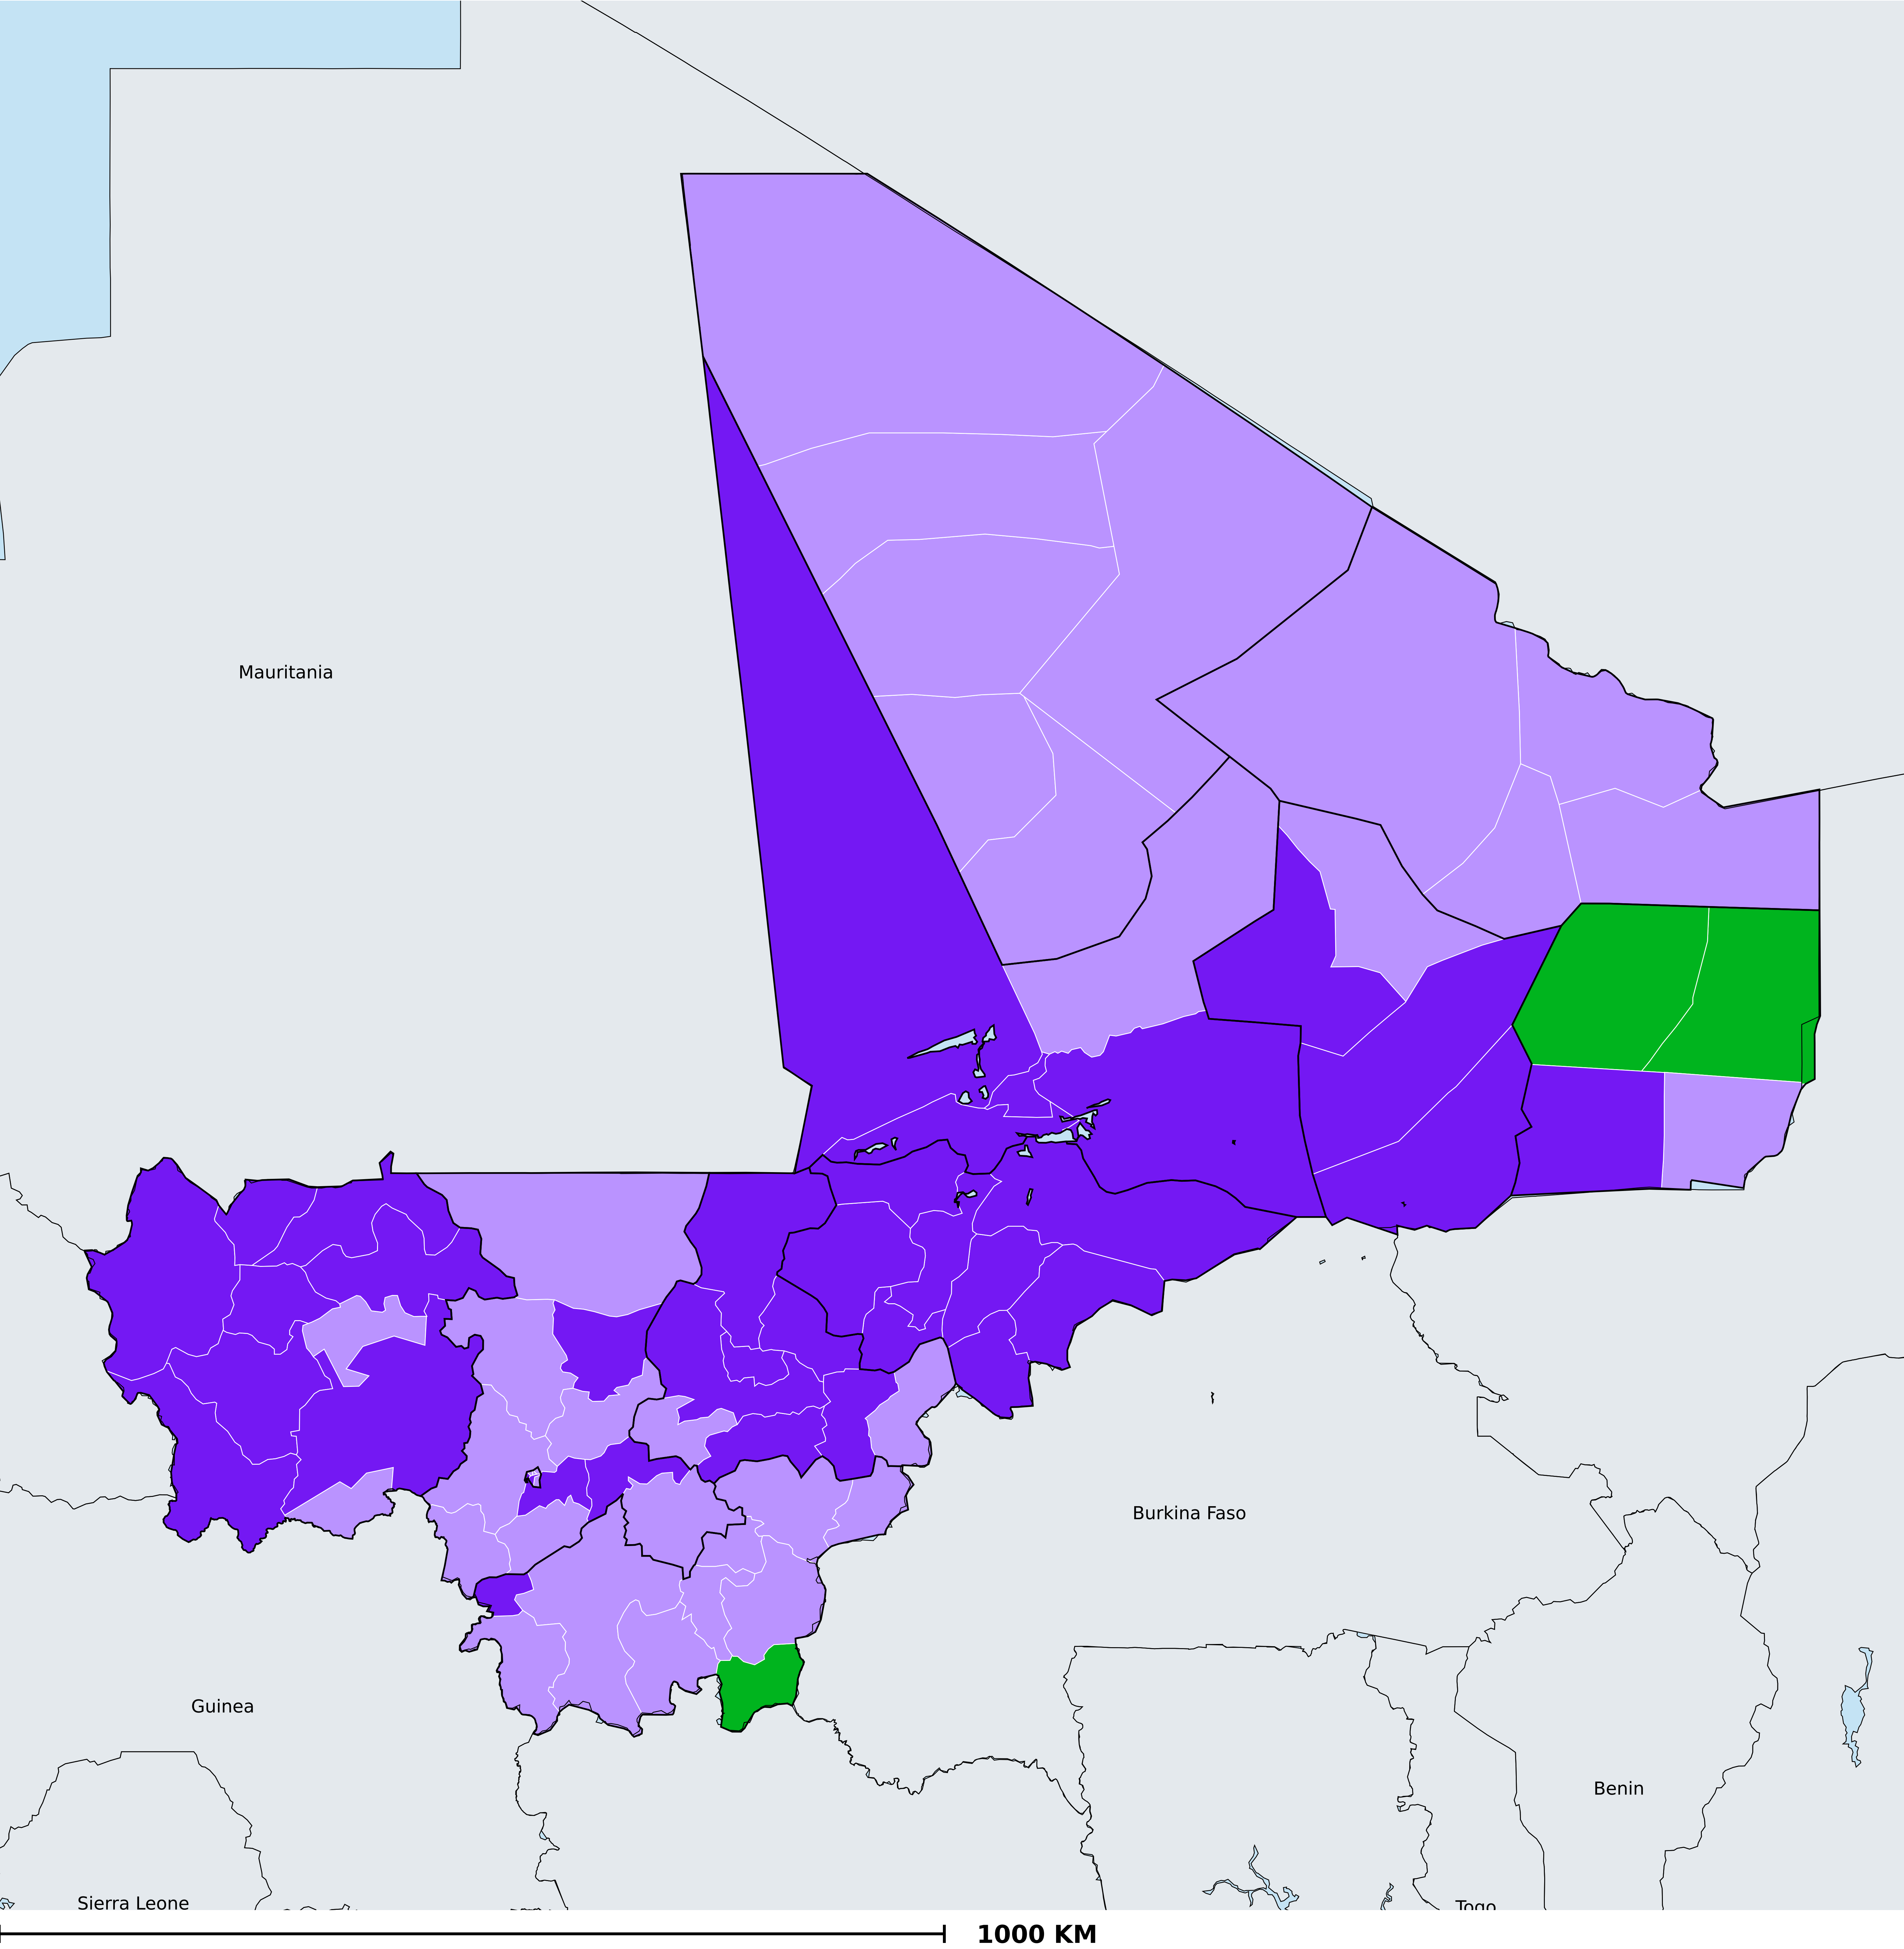 Mauritania
Burkina Faso
Guinea
Benin
Sierra Leone
Togo
1000 KM